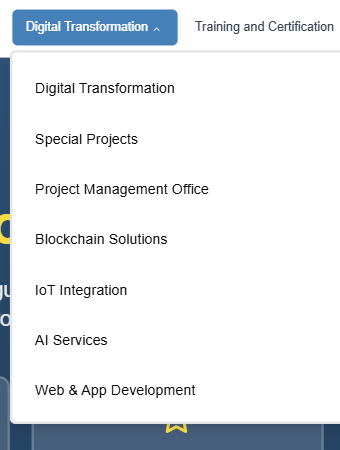 Digital Transformation
Training and Certification
Digital Transformation
Special Projects
Project Management Office
Blockchain Solutions
IoT Integration
AI Services
Web & App Development